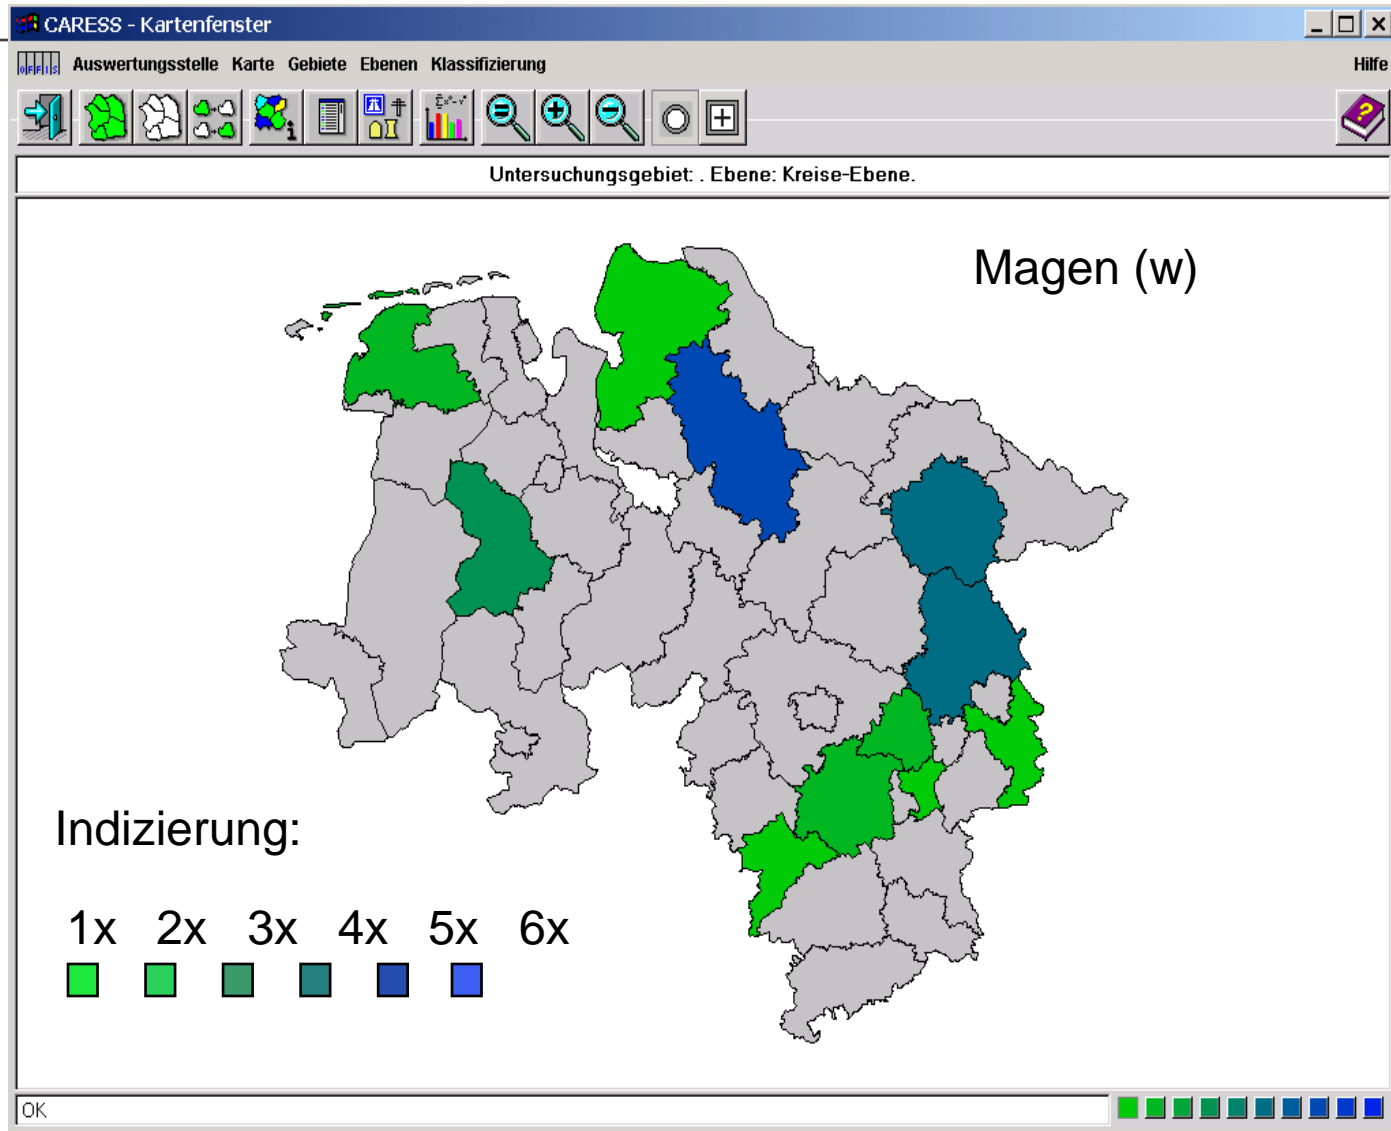 CARESS - Kartenfenster
OFFIS Auswertungsstelle Karte Gebiete Ebenen Klassifizierung Hilfe
Untersuchungsgebiet: . Ebene: Kreise-Ebene.
Magen (w)
Indizierung:
1x 2x 3x 4x 5x 6x
OK